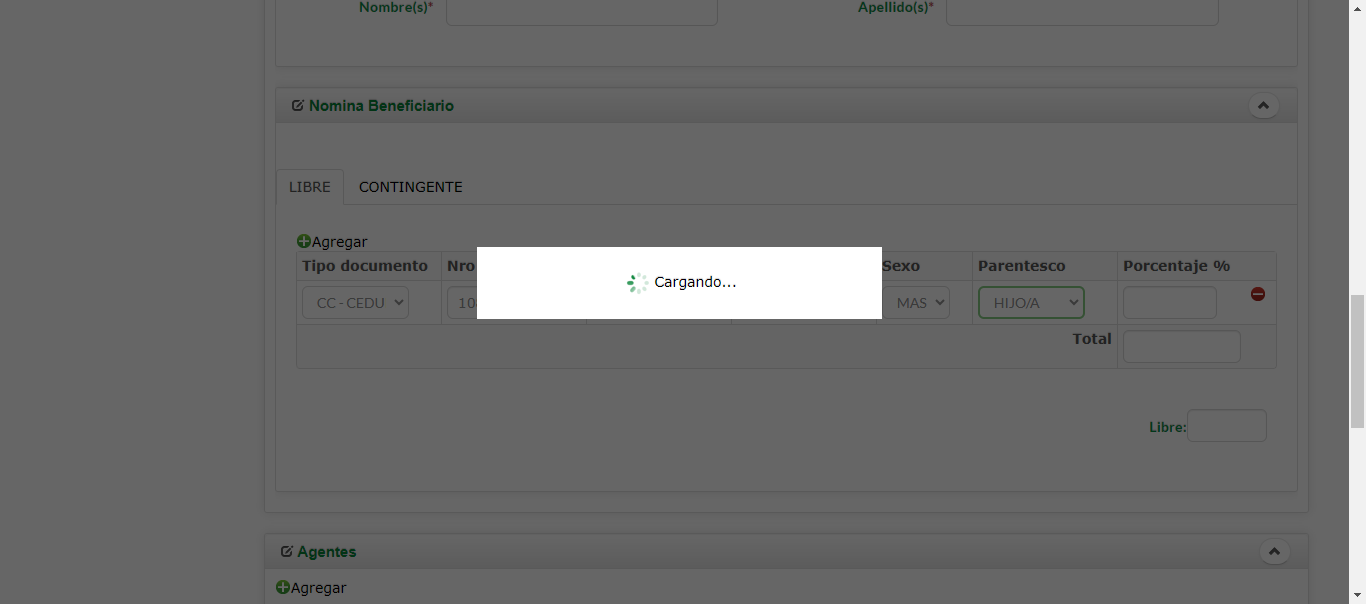 Nombre(s)* Apellido(s)*
Nomina Beneficiario
LIBRE CONTINGENTE
Agregar
Tipo documento Nro Sexo Parentesco Porcentaje %
CC - CEDU MAS HIJO/A
Cargando...
Total
Libre:
Agentes
Agregar